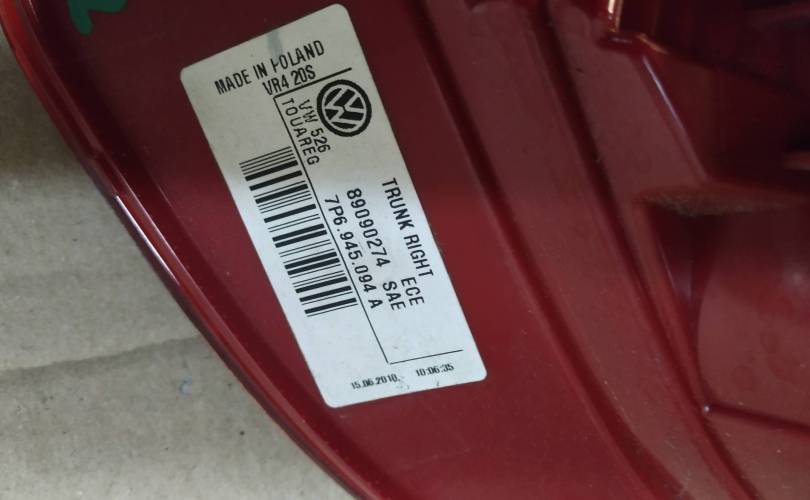 MADE IN POLAND
VR4 20S
VW 526
TOUAREG
TRUNK RIGHT
ECE
89090274 SAE
7P6.945.094 A
15.06.2010 10:06:35